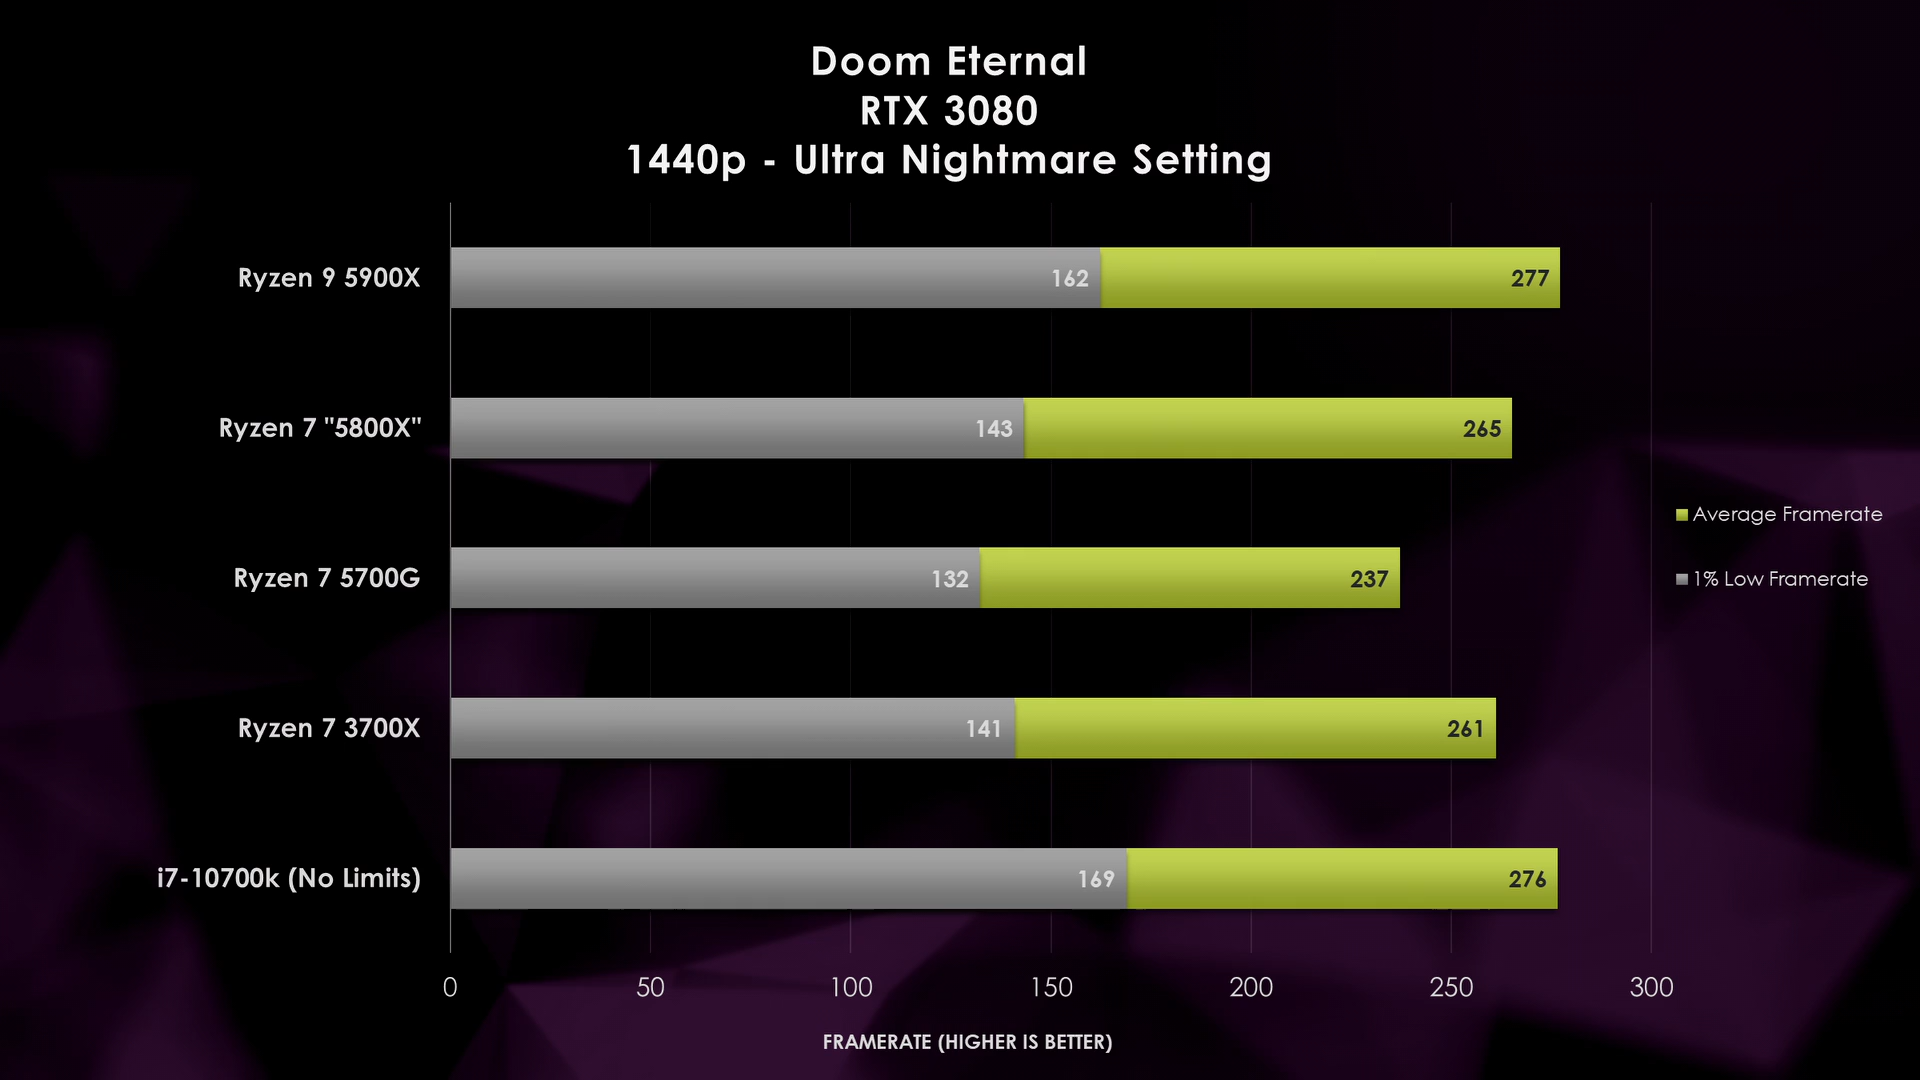 Doom Eternal
RTX 3080
1440p - Ultra Nightmare Setting
Ryzen 9 5900X
162
277
Ryzen 7 "5800X"
143
265
Ryzen 7 5700G
132
237
Ryzen 7 3700X
141
261
i7-10700k (No Limits)
169
276
Average Framerate
1% Low Framerate
0 50 100 150 200 250 300
FRAMERATE (HIGHER IS BETTER)